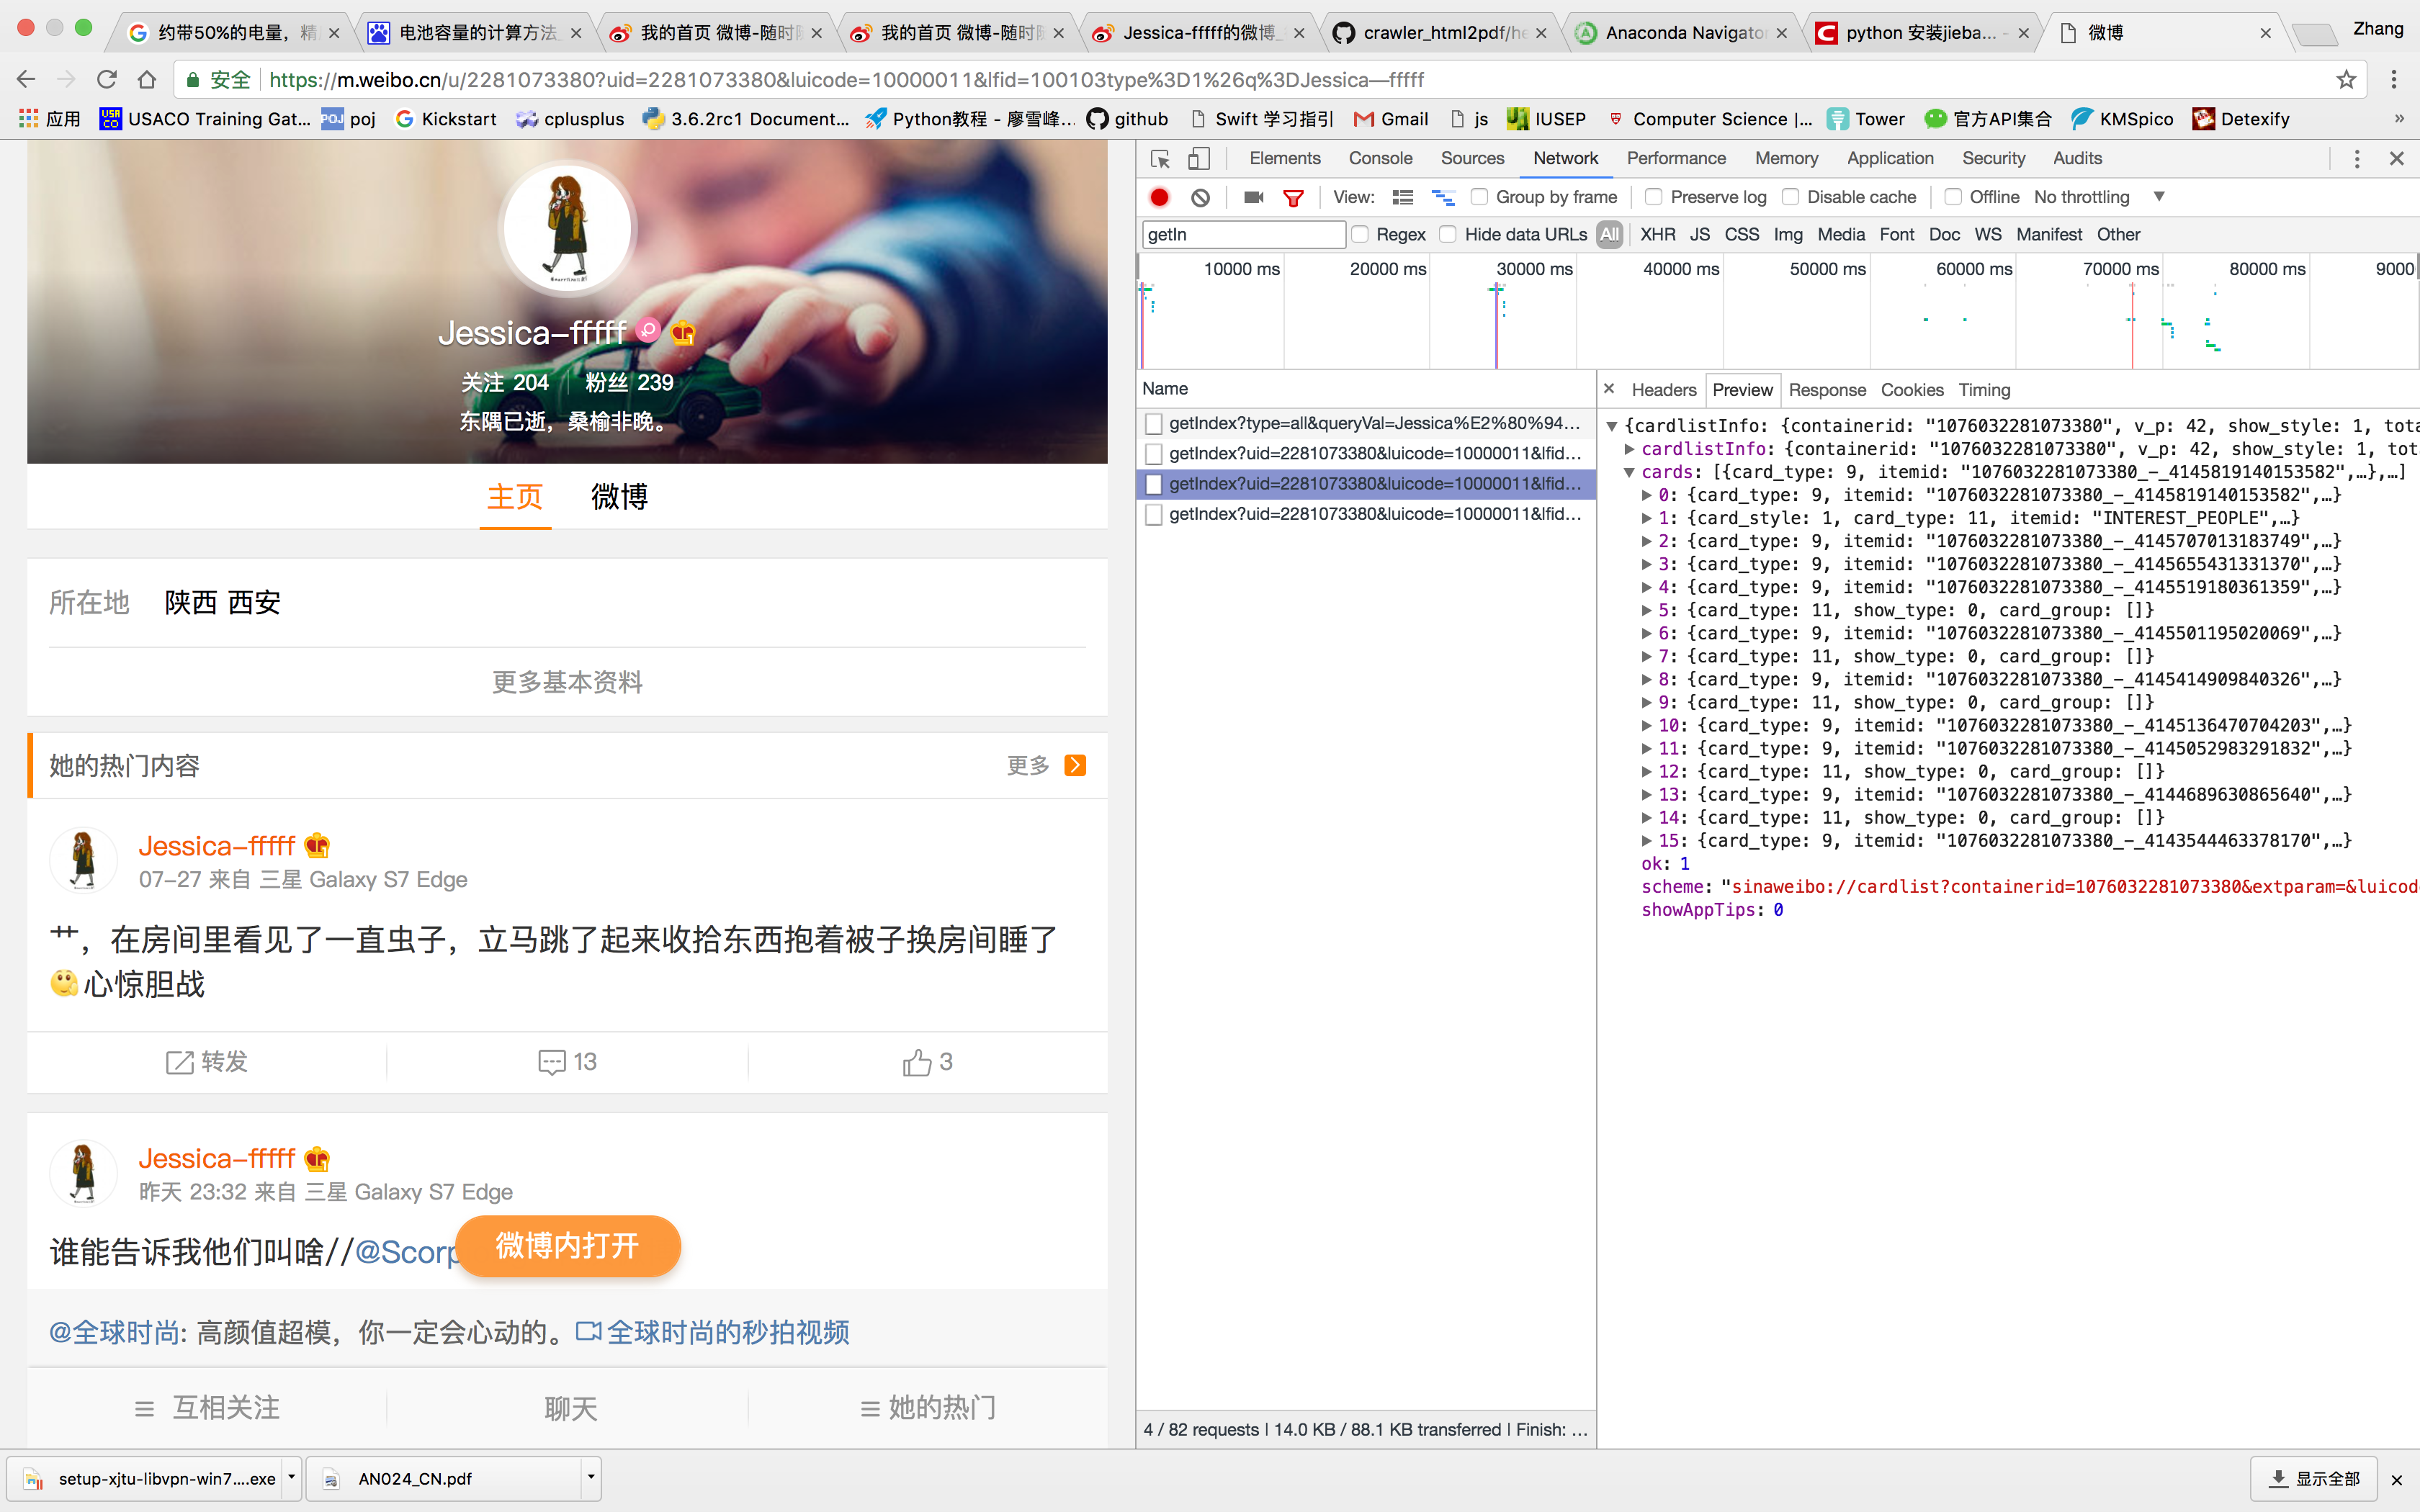 约带50%的电量，精
电池容量的计算方法_
我的首页 微博-随时随
我的首页 微博-随时随
Jessica-fffff的微博_
crawler_html2pdf/he
Anaconda Navigator
python 安装jieba... -
微博
Zhang
安全
https://m.weibo.cn/u/2281073380?uid=2281073380&luicode=10000011&lfid=100103type%3D1%26q%3DJessica—fffff
应用
USACO Training Gat...
poj
Kickstart
cplusplus
3.6.2rc1 Document...
Python教程 - 廖雪峰...
github
Swift 学习指引
Gmail
js
IUSEP
Computer Science |...
Tower
官方API集合
KMSpico
Detexify
»
Jessica-fffff
关注 204
粉丝 239
东隅已逝，桑榆非晚。
主页
微博
所在地
陕西 西安
更多基本资料
她的热门内容
更多
Jessica-fffff
07-27 来自 三星 Galaxy S7 Edge
艹，在房间里看见了一直虫子，立马跳了起来收拾东西抱着被子换房间睡了
心惊胆战
转发
13
3
Jessica-fffff
昨天 23:32 来自 三星 Galaxy S7 Edge
谁能告诉我他们叫啥//@Scorp
微博内打开
@全球时尚: 高颜值超模，你一定会心动的。全球时尚的秒拍视频
互相关注
聊天
她的热门
Elements
Console
Sources
Network
Performance
Memory
Application
Security
Audits
View:
Group by frame
Preserve log
Disable cache
Offline
No throttling
getIn
Regex
Hide data URLs
All
XHR
JS
CSS
Img
Media
Font
Doc
WS
Manifest
Other
10000 ms
20000 ms
30000 ms
40000 ms
50000 ms
60000 ms
70000 ms
80000 ms
9000
Name
getIndex?type=all&queryVal=Jessica%E2%80%94...
getIndex?uid=2281073380&luicode=10000011&lfid...
getIndex?uid=2281073380&luicode=10000011&lfid...
getIndex?uid=2281073380&luicode=10000011&lfid...
Headers
Preview
Response
Cookies
Timing
{cardlistInfo: {containerid: "1076032281073380", v_p: 42, show_style: 1, tota
cardlistInfo: {containerid: "1076032281073380", v_p: 42, show_style: 1, tot
cards: [{card_type: 9, itemid: "1076032281073380_-_4145819140153582",…},…]
0: {card_type: 9, itemid: "1076032281073380_-_4145819140153582",…}
1: {card_style: 1, card_type: 11, itemid: "INTEREST_PEOPLE",…}
2: {card_type: 9, itemid: "1076032281073380_-_4145707013183749",…}
3: {card_type: 9, itemid: "1076032281073380_-_4145655431331370",…}
4: {card_type: 9, itemid: "1076032281073380_-_4145519180361359",…}
5: {card_type: 11, show_type: 0, card_group: []}
6: {card_type: 9, itemid: "1076032281073380_-_4145501195020069",…}
7: {card_type: 11, show_type: 0, card_group: []}
8: {card_type: 9, itemid: "1076032281073380_-_4145414909840326",…}
9: {card_type: 11, show_type: 0, card_group: []}
10: {card_type: 9, itemid: "1076032281073380_-_4145136470704203",…}
11: {card_type: 9, itemid: "1076032281073380_-_4145052983291832",…}
12: {card_type: 11, show_type: 0, card_group: []}
13: {card_type: 9, itemid: "1076032281073380_-_4144689630865640",…}
14: {card_type: 11, show_type: 0, card_group: []}
15: {card_type: 9, itemid: "1076032281073380_-_4143544463378170",…}
ok: 1
scheme: "sinaweibo://cardlist?containerid=1076032281073380&extparam=&luicod
showAppTips: 0
4 / 82 requests | 14.0 KB / 88.1 KB transferred | Finish: ...
setup-xjtu-libvpn-win7....exe
AN024_CN.pdf
显示全部